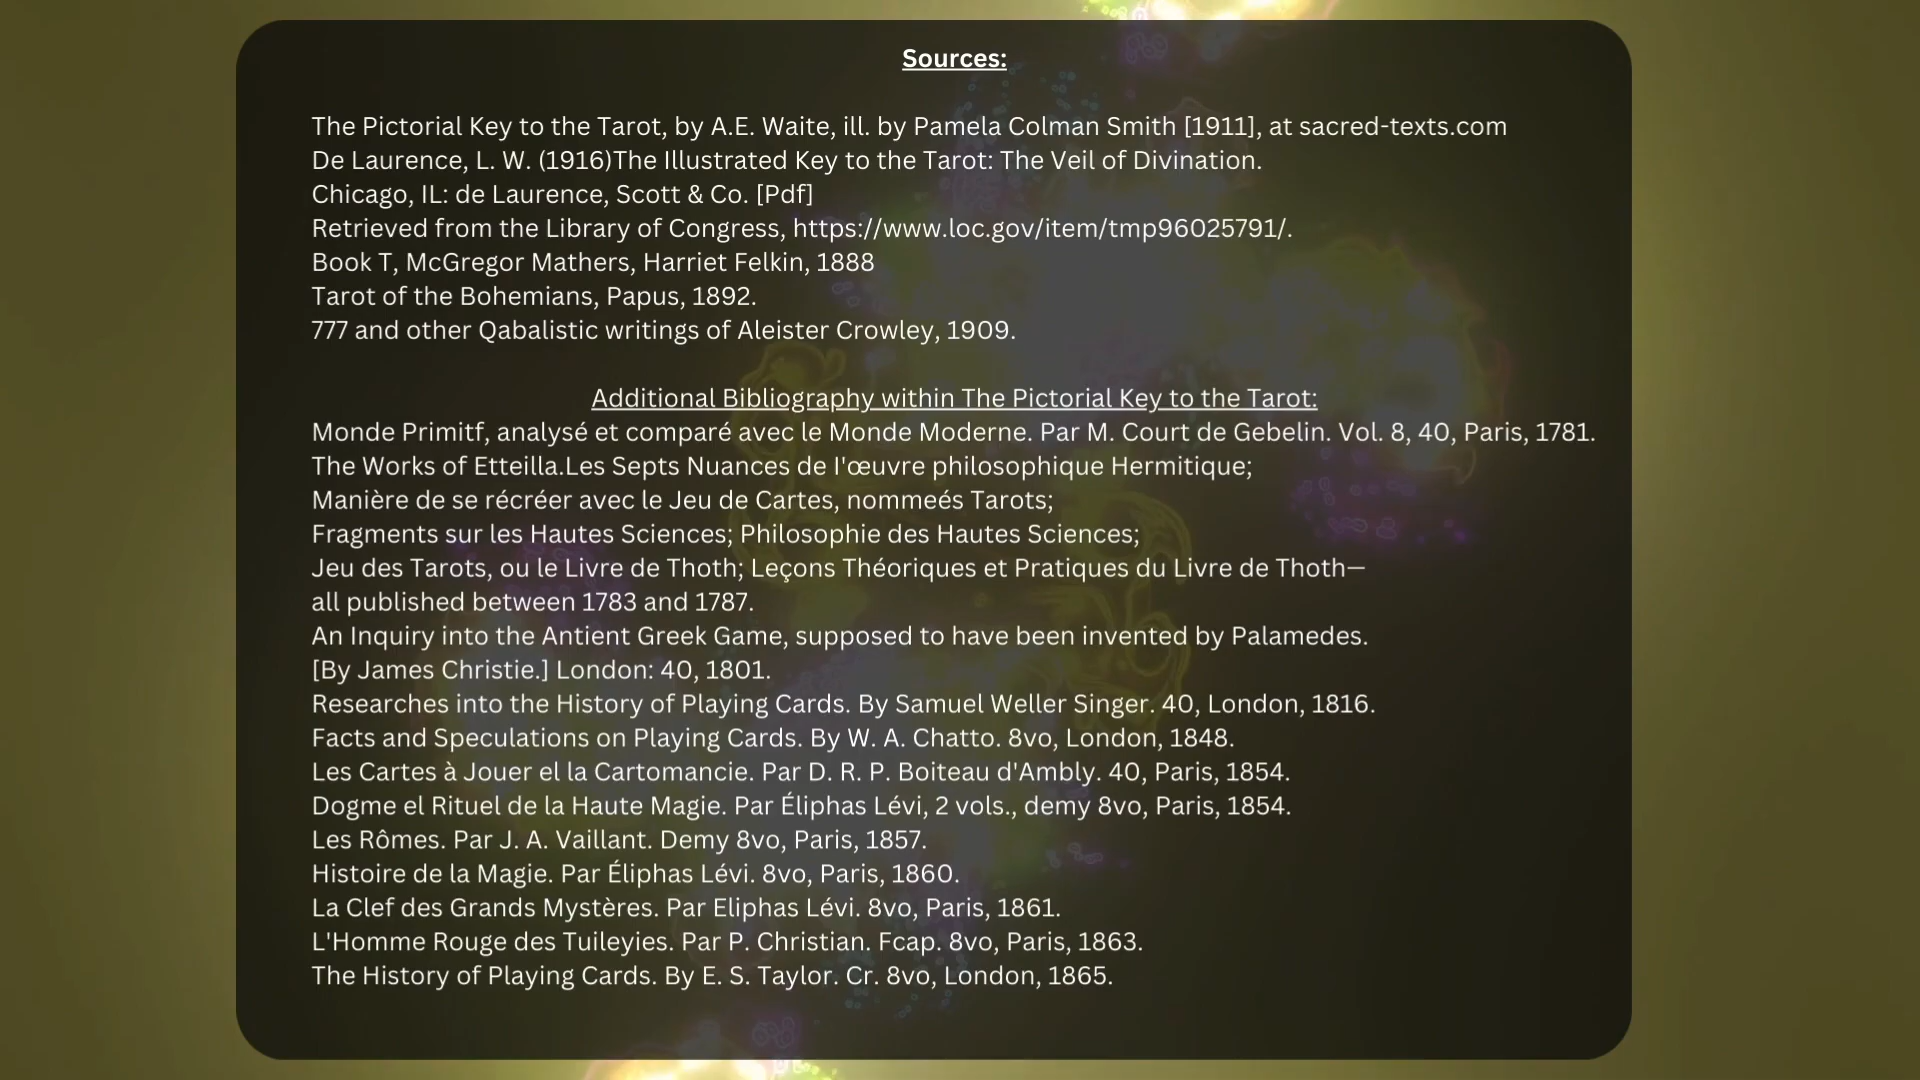 Sources:
The Pictorial Key to the Tarot, by A.E. Waite, ill. by Pamela Colman Smith [1911], at sacred-texts.com
De Laurence, L. W. (1916)The Illustrated Key to the Tarot: The Veil of Divination.
Chicago, IL: de Laurence, Scott & Co. [Pdf]
Retrieved from the Library of Congress, https://www.loc.gov/item/tmp96025791/.
Book T, McGregor Mathers, Harriet Felkin, 1888
Tarot of the Bohemians, Papus, 1892.
777 and other Qabalistic writings of Aleister Crowley, 1909.
Additional Bibliography within The Pictorial Key to the Tarot:
Monde Primitf, analysé et comparé avec le Monde Moderne. Par M. Court de Gebelin. Vol. 8, 40, Paris, 1781.
The Works of Etteilla.Les Septs Nuances de I'œuvre philosophique Hermitique;
Manière de se récréer avec le Jeu de Cartes, nommeés Tarots;
Fragments sur les Hautes Sciences; Philosophie des Hautes Sciences;
Jeu des Tarots, ou le Livre de Thoth; Leçons Théoriques et Pratiques du Livre de Thoth—
all published between 1783 and 1787.
An Inquiry into the Antient Greek Game, supposed to have been invented by Palamedes.
[By James Christie.] London: 40, 1801.
Researches into the History of Playing Cards. By Samuel Weller Singer. 40, London, 1816.
Facts and Speculations on Playing Cards. By W. A. Chatto. 8vo, London, 1848.
Les Cartes à Jouer el la Cartomancie. Par D. R. P. Boiteau d'Ambly. 40, Paris, 1854.
Dogme el Rituel de la Haute Magie. Par Éliphas Lévi, 2 vols., demy 8vo, Paris, 1854.
Les Rômes. Par J. A. Vaillant. Demy 8vo, Paris, 1857.
Histoire de la Magie. Par Éliphas Lévi. 8vo, Paris, 1860.
La Clef des Grands Mystères. Par Eliphas Lévi. 8vo, Paris, 1861.
L'Homme Rouge des Tuileyies. Par P. Christian. Fcap. 8vo, Paris, 1863.
The History of Playing Cards. By E. S. Taylor. Cr. 8vo, London, 1865.